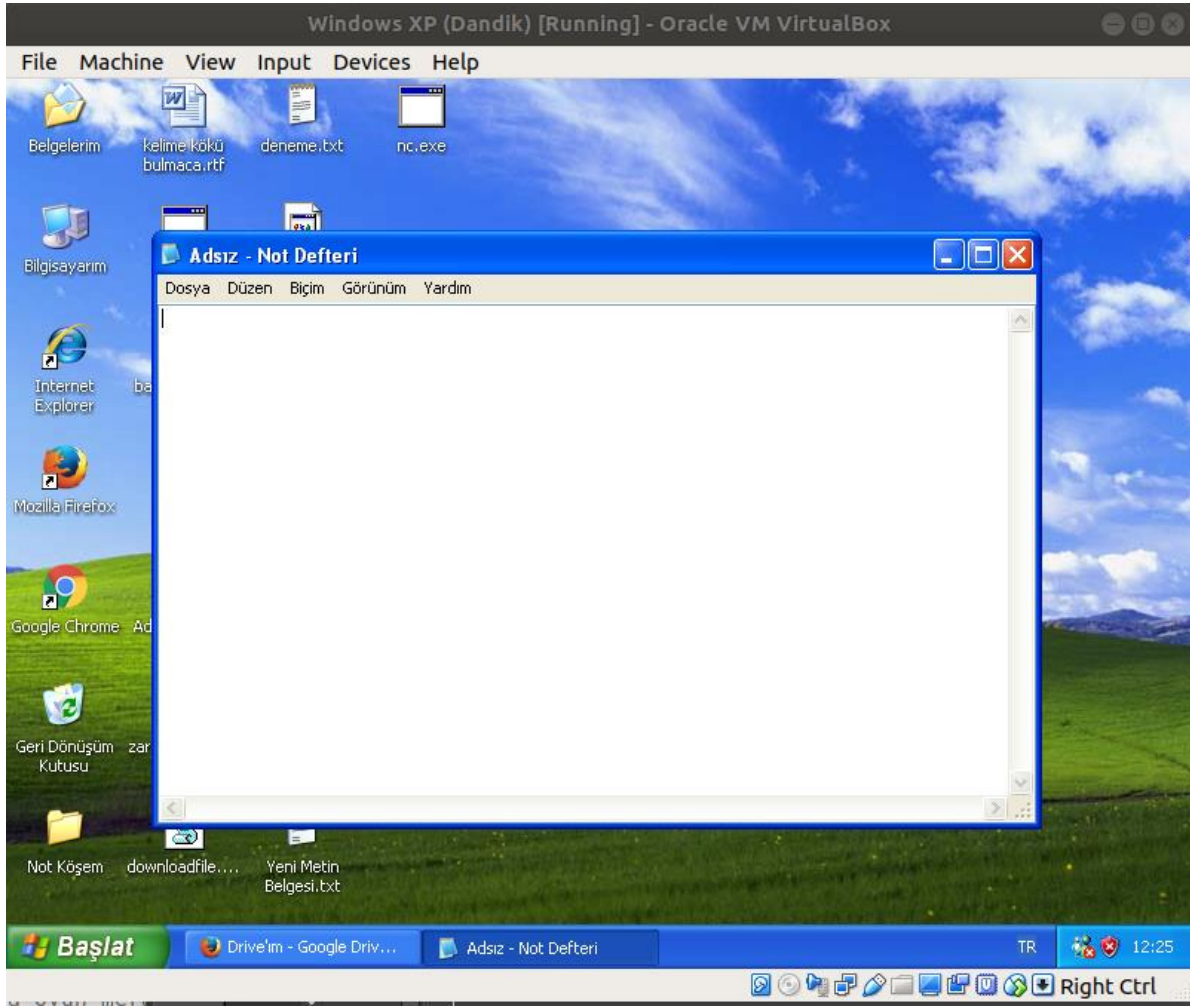 Windows XP (Dandik) [Running] - Oracle VM VirtualBox
File Machine View Input Devices Help
Belgelerim
kelime kökü
bulmaca.rtf
deneme.txt
nc.exe
Bilgisayarım
Adsız - Not Defteri
Dosya Düzen Biçim Görünüm Yardım
Internet
Explorer
ba
Mozilla Firefox
Google Chrome
Ad
Geri Dönüşüm
Kutusu
zar
Not Köşem
downloadfile....
Yeni Metin
Belgesi.txt
Başlat
Drive'ım - Google Driv...
Adsız - Not Defteri
TR
12:25
Right Ctrl